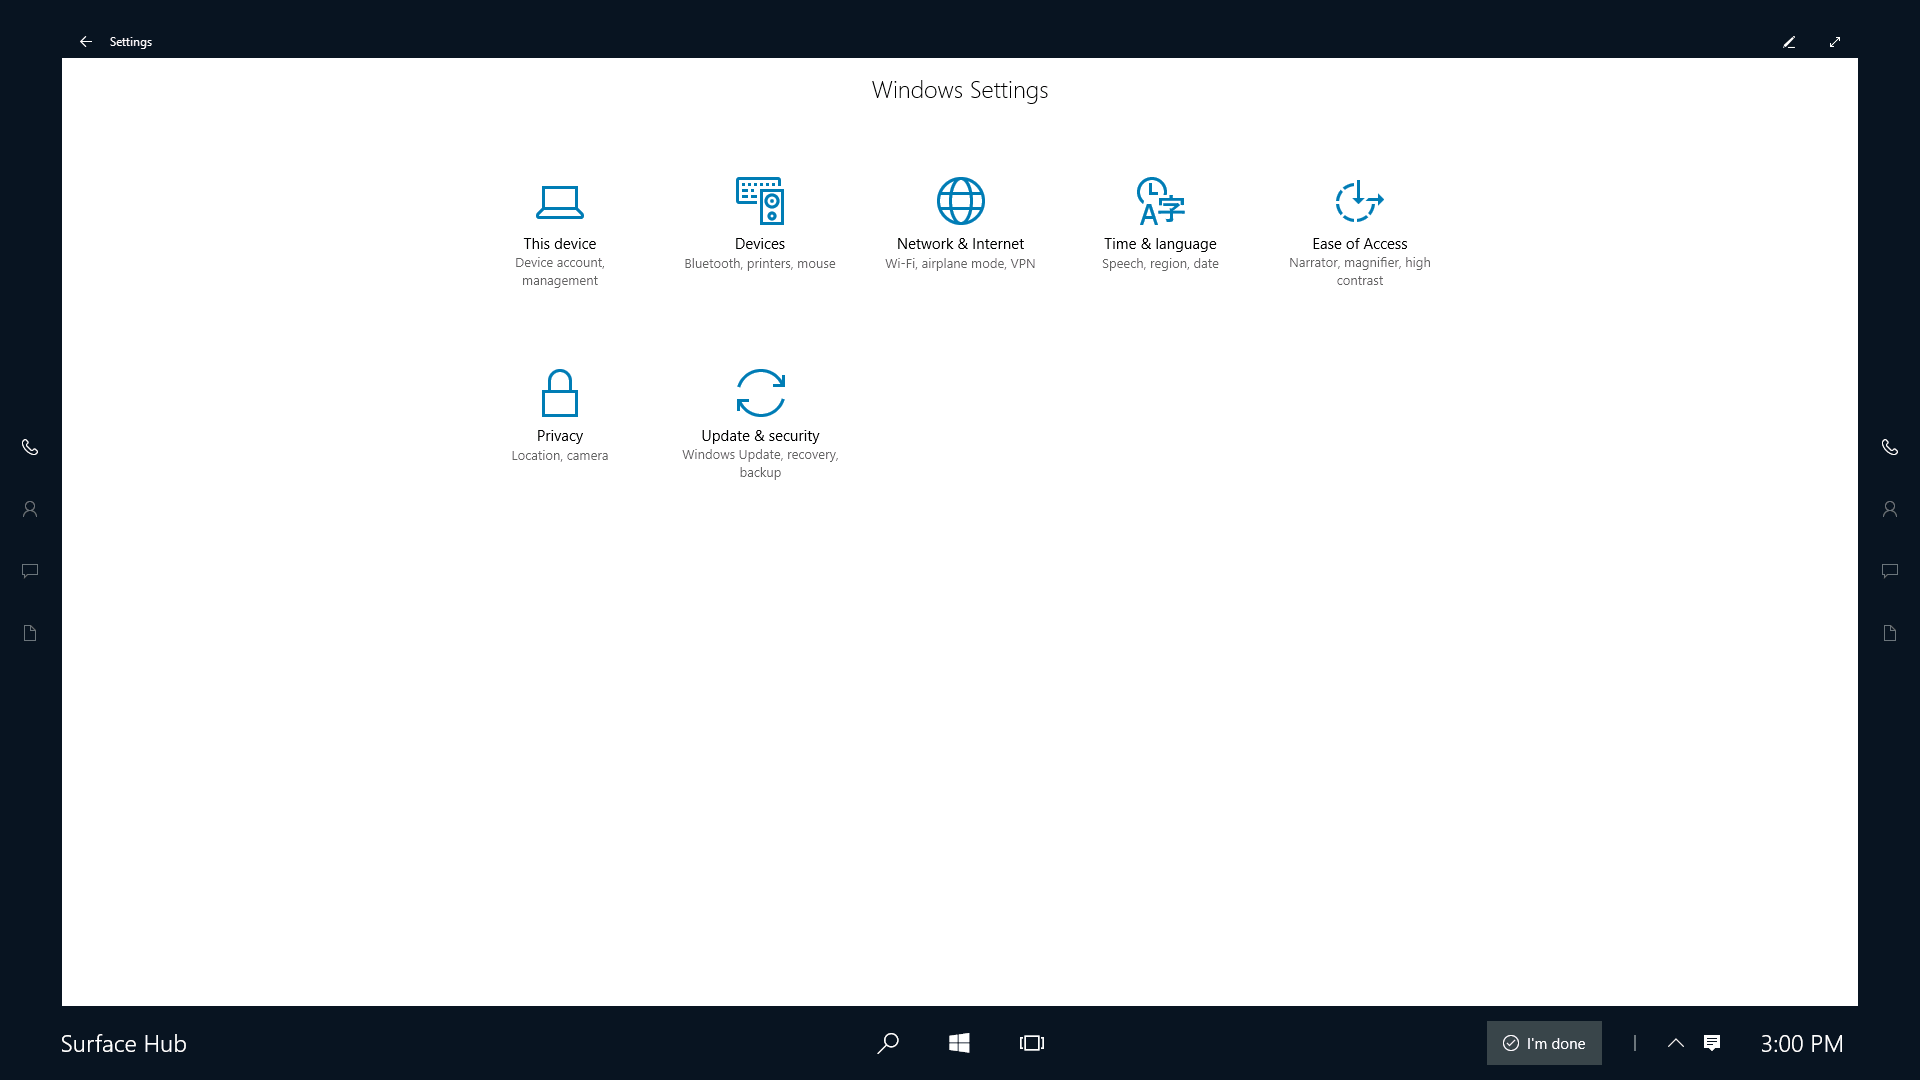 Settings
Windows Settings
This device
Device account,
management
Devices
Bluetooth, printers, mouse
Network & Internet
Wi-Fi, airplane mode, VPN
Time & language
Speech, region, date
Ease of Access
Narrator, magnifier, high
contrast
Privacy
Location, camera
Update & security
Windows Update, recovery,
backup
Surface Hub
I'm done
3:00 PM